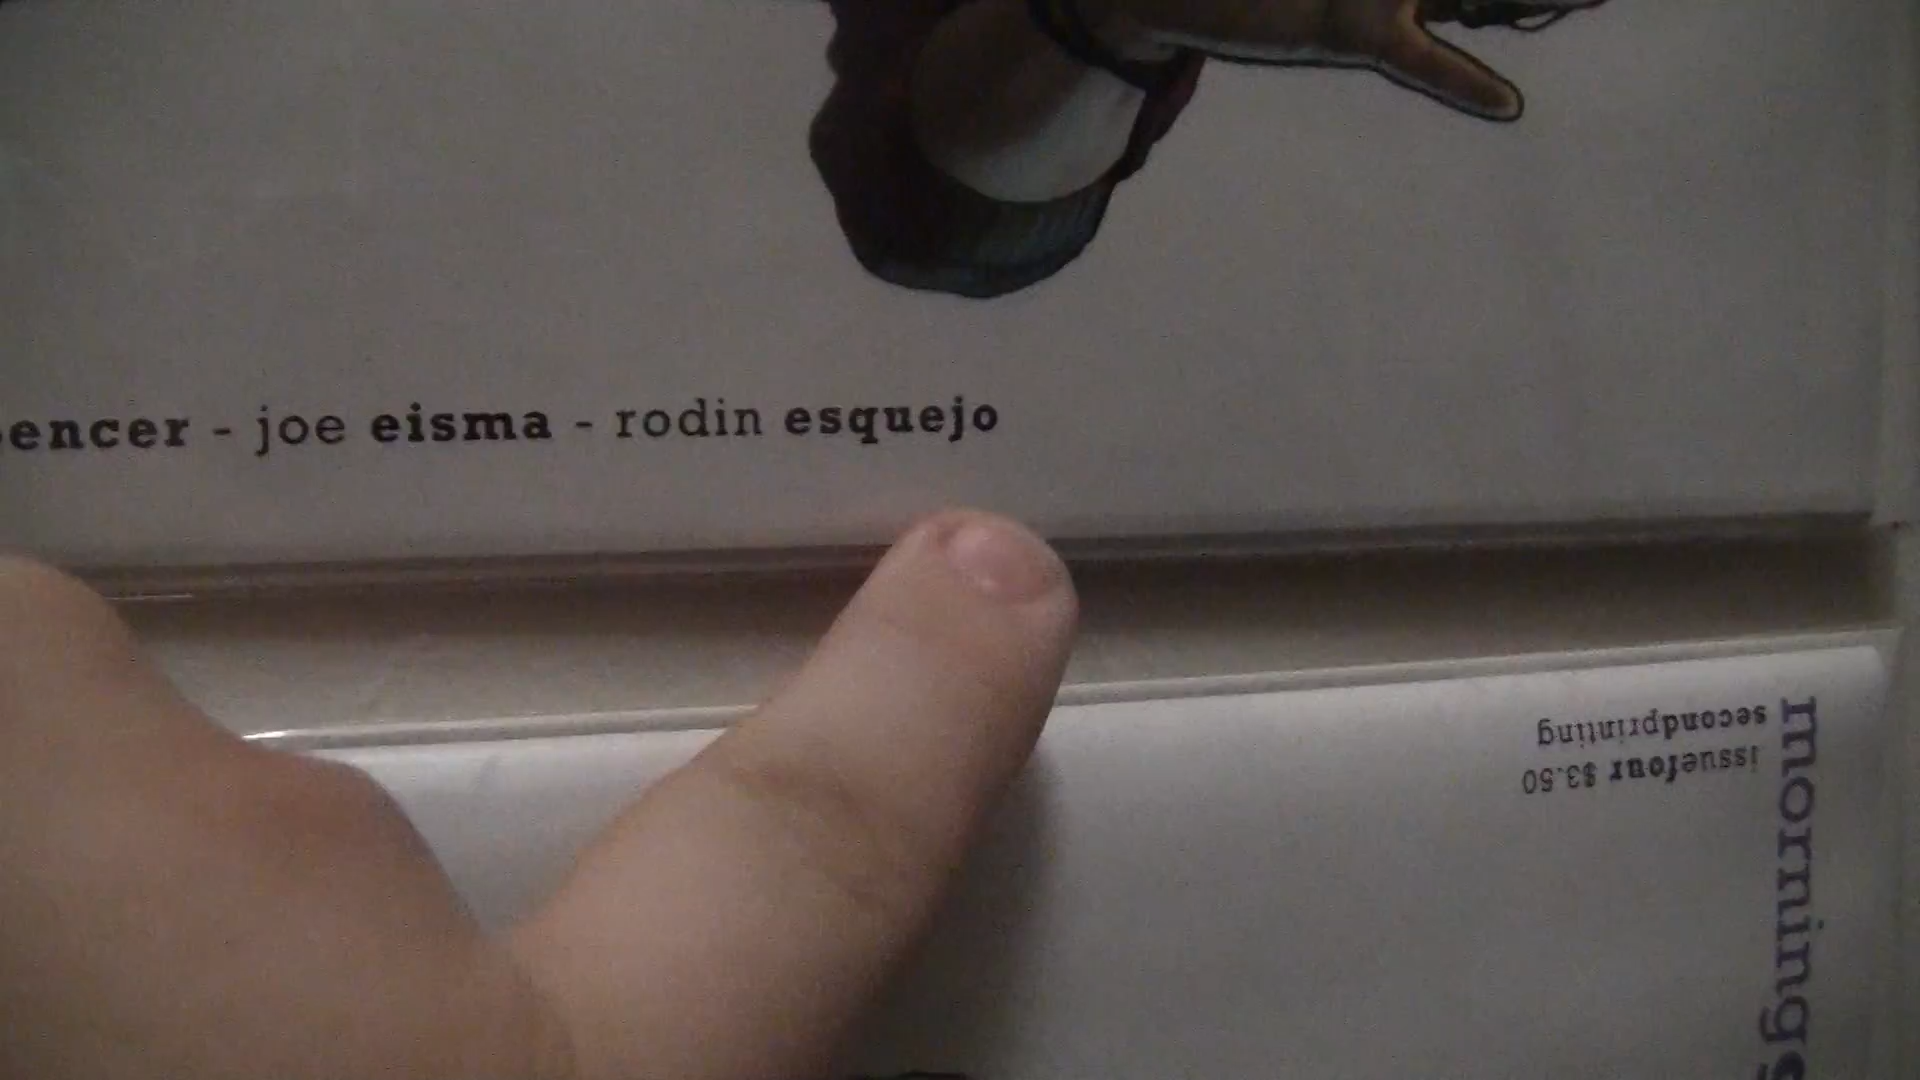 encer - joe eisma - rodin esquejo
morning
secondprinting
issuefour $3.50